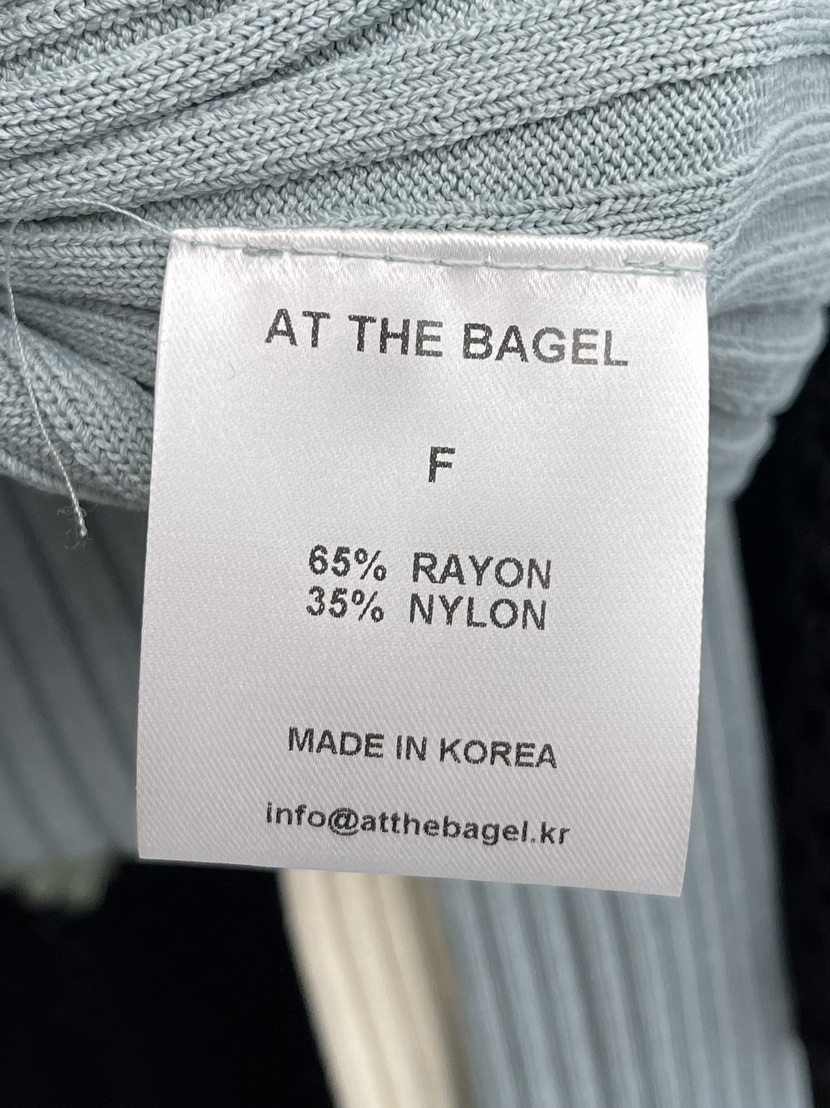 AT THE BAGEL
F
65% RAYON
35% NYLON
MADE IN KOREA
info@atthebagel.kr